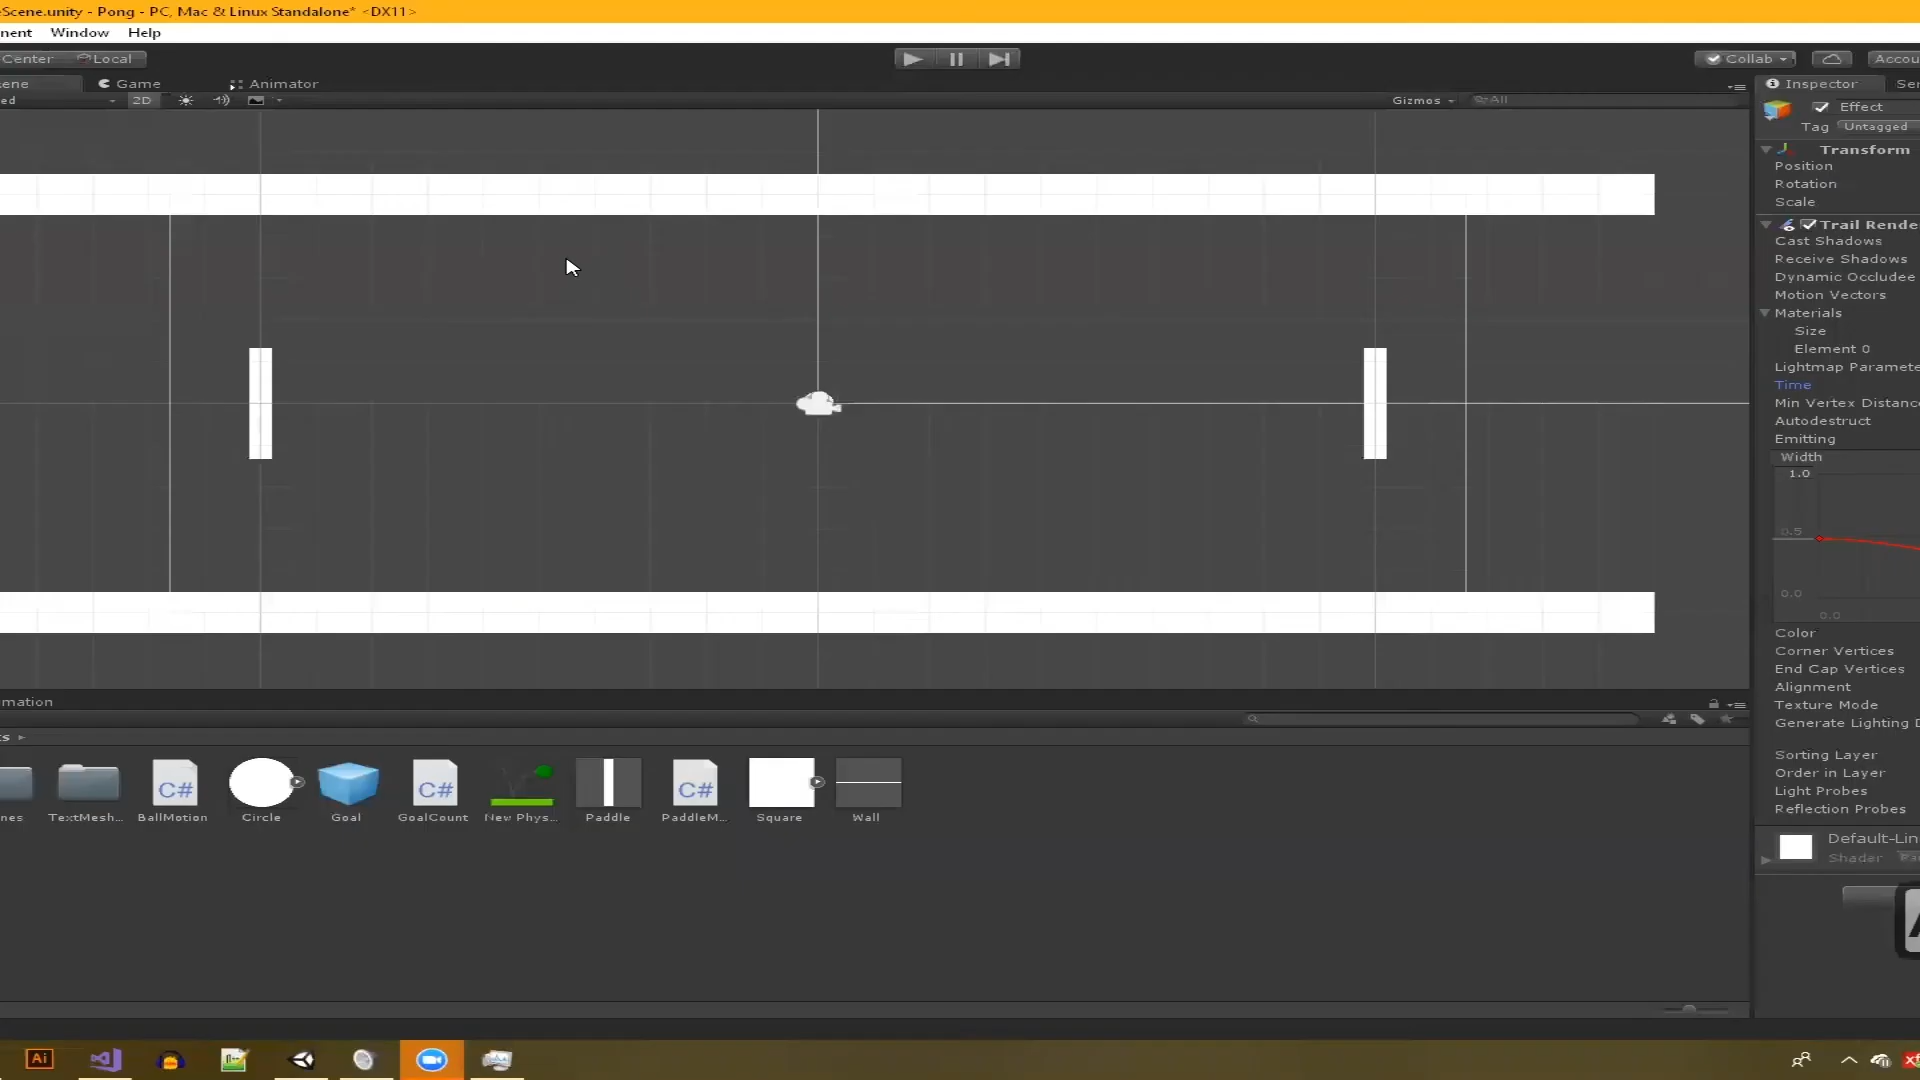 Scene.unity - Pong - PC, Mac & Linux Standalone* <DX11>
nent Window Help
Center Local Collab Accou
ene Game Animator Inspector Ser
ed 2D Gizmos All
Effect
Tag Untagged
Transform
Position
Rotation
Scale
Trail Rende
Cast Shadows
Receive Shadows
Dynamic Occludee
Motion Vectors
Materials
Size
Element 0
Lightmap Paramete
Time
Min Vertex Distanc
Autodestruct
Emitting
Width
1.0
0.5
0.0
0.0
Color
Corner Vertices
End Cap Vertices
Alignment
Texture Mode
Generate Lighting D
Sorting Layer
Order in Layer
Light Probes
Reflection Probes
Default-Lin
Shader Pa
mation
ts
C# C# C#
nes TextMesh... BallMotion Circle Goal GoalCount New Phys... Paddle PaddleM... Square Wall
Ai